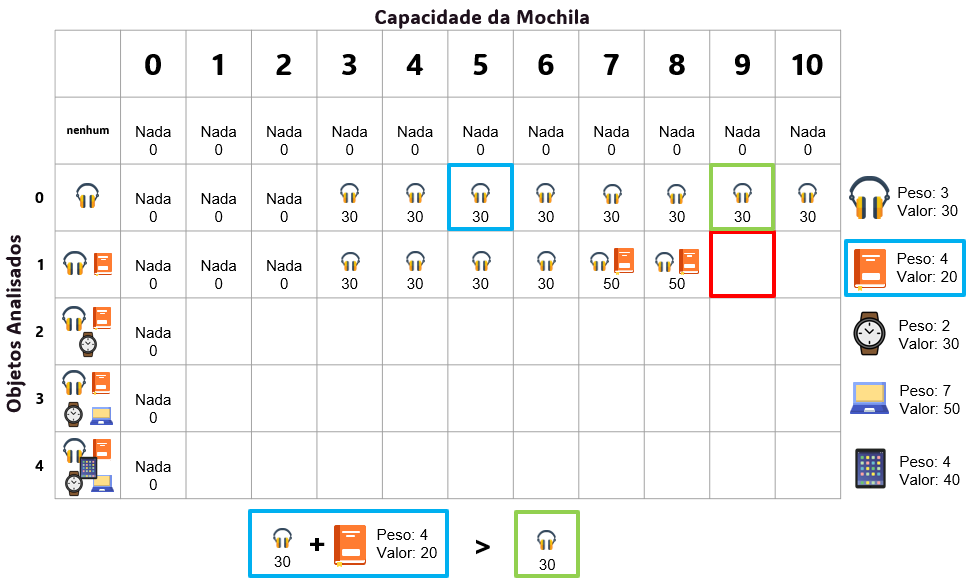 Capacidade da Mochila
0 1 2 3 4 5 6 7 8 9 10
nenhum Nada Nada Nada Nada Nada Nada Nada Nada Nada Nada Nada
0 0 0 0 0 0 0 0 0 0 0
0 Nada Nada Nada 30 30 30 30 30 30 30 30
0 0 0
Peso: 3
Valor: 30
1 Nada Nada Nada 30 30 30 30 50 50
0 0 0
Peso: 4
Valor: 20
2 Nada
0
Peso: 2
Valor: 30
3 Nada
0
Peso: 7
Valor: 50
4 Nada
0
Peso: 4
Valor: 40
Objetos Analisados
30 + Peso: 4
Valor: 20
> 30